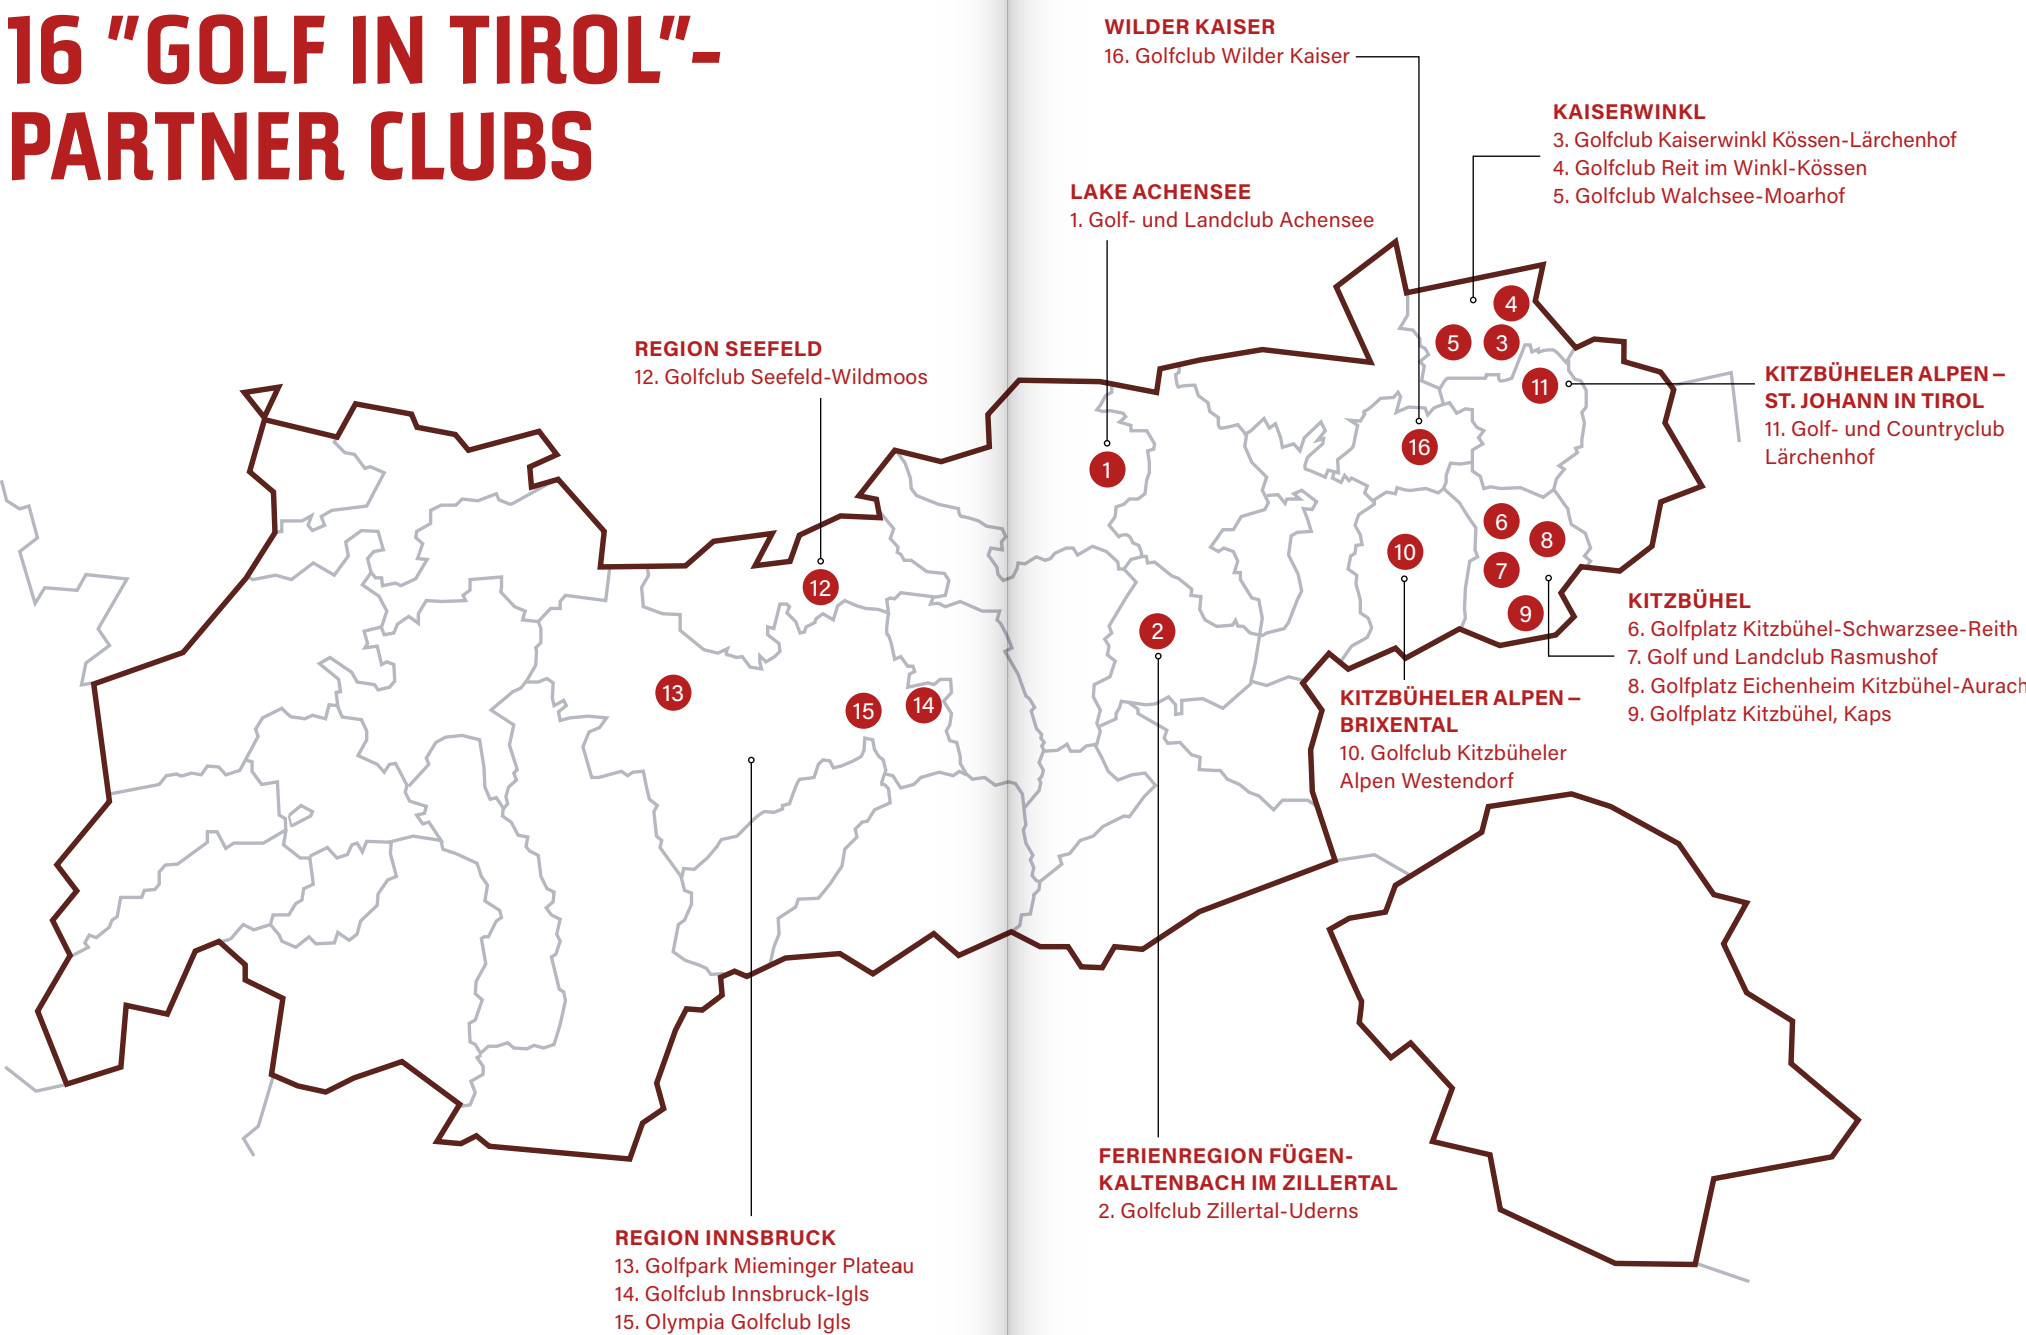 16 "GOLF IN TIROL"-
PARTNER CLUBS
WILDER KAISER
16. Golfclub Wilder Kaiser
KAISERWINKL
3. Golfclub Kaiserwinkl Kössen-Lärchenhof
4. Golfclub Reit im Winkl-Kössen
5. Golfclub Walchsee-Moarhof
LAKE ACHENSEE
1. Golf- und Landclub Achensee
REGION SEEFELD
12. Golfclub Seefeld-Wildmoos
KITZBÜHELER ALPEN –
ST. JOHANN IN TIROL
11. Golf- und Countryclub
Lärchenhof
4
5
3
11
16
1
6
8
10
7
12
9
2
13
15
14
KITZBÜHEL
6. Golfplatz Kitzbühel-Schwarzsee-Reith
7. Golf und Landclub Rasmushof
8. Golfplatz Eichenheim Kitzbühel-Aurach
9. Golfplatz Kitzbühel, Kaps
KITZBÜHELER ALPEN –
BRIXENTAL
10. Golfclub Kitzbüheler
Alpen Westendorf
FERIENREGION FÜGEN-
KALTENBACH IM ZILLERTAL
2. Golfclub Zillertal-Uderns
REGION INNSBRUCK
13. Golfpark Mieminger Plateau
14. Golfclub Innsbruck-Igls
15. Olympia Golfclub Igls